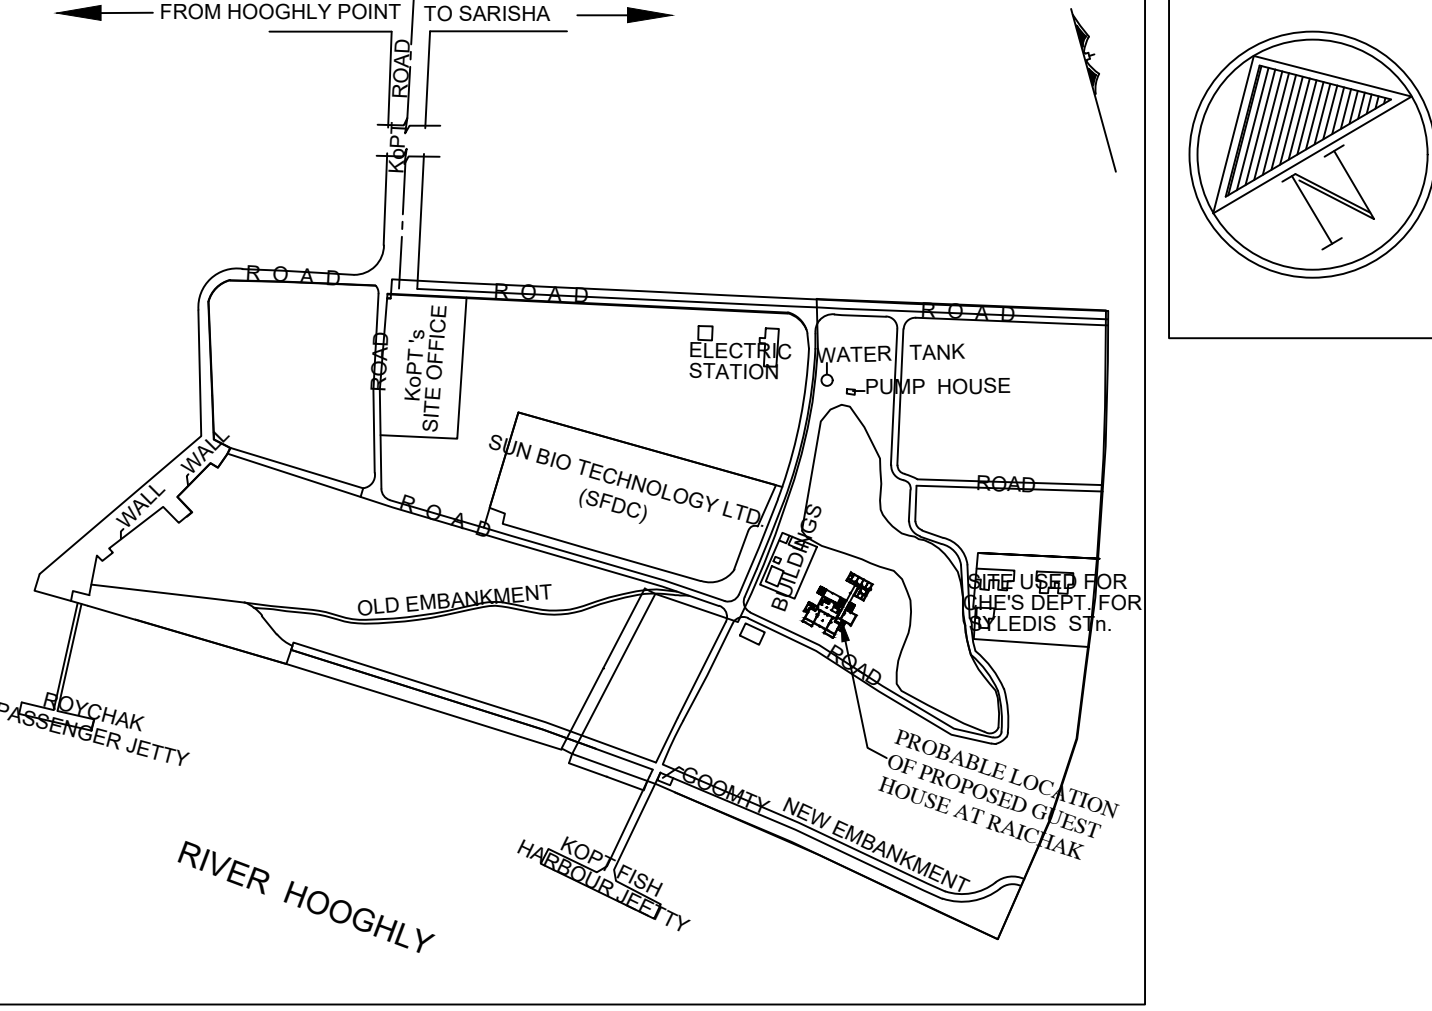 FROM HOOGHLY POINT
TO SARISHA
KoPT ROAD
ROAD
ROAD
ROAD
ROAD
KoPT's
SITE OFFICE
ELECTRIC
STATION
WATER TANK
PUMP HOUSE
WALL
WALL
SUN BIO TECHNOLOGY LTD.
(SFDC)
ROAD
ROAD
BUILDINGS
OLD EMBANKMENT
SITE USED FOR
CHE'S DEPT. FOR
SYLEDIS STn.
ROAD
ROYCHAK
PASSENGER JETTY
PROBABLE LOCATION
OF PROPOSED GUEST
HOUSE AT RAICHAK
GOOMTY
NEW EMBANKMENT
KOPT FISH
HARBOUR JEETTY
RIVER HOOGHLY